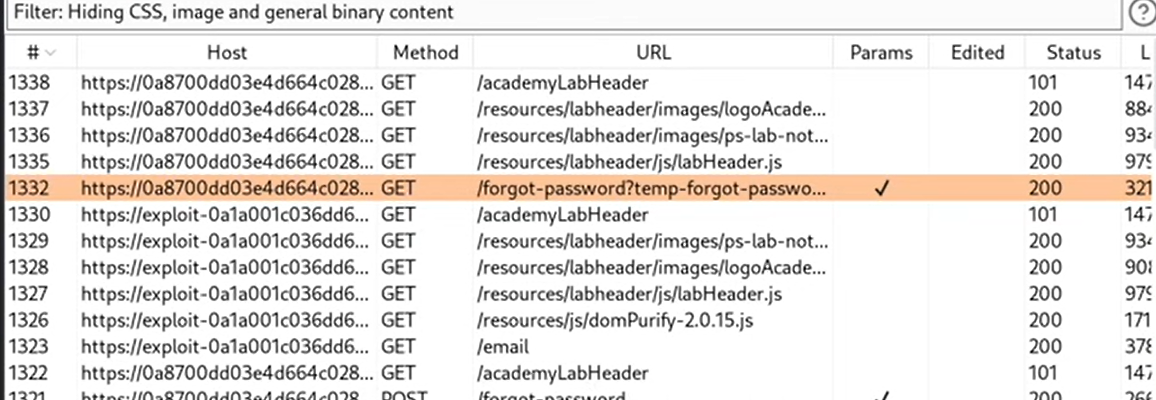 Filter: Hiding CSS, image and general binary content ?
# Host Method URL Params Edited Status L
1338 https://0a8700dd03e4d664c028... GET /academyLabHeader 101 147
1337 https://0a8700dd03e4d664c028... GET /resources/labheader/images/logoAcade... 200 884
1336 https://0a8700dd03e4d664c028... GET /resources/labheader/images/ps-lab-not... 200 934
1335 https://0a8700dd03e4d664c028... GET /resources/labheader/js/labHeader.js 200 979
1332 https://0a8700dd03e4d664c028... GET /forgot-password?temp-forgot-passwo... ✓ 200 321
1330 https://exploit-0a1a001c036dd6... GET /academyLabHeader 101 147
1329 https://exploit-0a1a001c036dd6... GET /resources/labheader/images/ps-lab-not... 200 934
1328 https://exploit-0a1a001c036dd6... GET /resources/labheader/images/logoAcade... 200 908
1327 https://exploit-0a1a001c036dd6... GET /resources/labheader/js/labHeader.js 200 979
1326 https://exploit-0a1a001c036dd6... GET /resources/js/domPurify-2.0.15.js 200 171
1323 https://exploit-0a1a001c036dd6... GET /email 200 378
1322 https://0a8700dd03e4d664c028... GET /academyLabHeader 101 147
1321 https://0a8700dd03e4d664c028... POST /forgot-password ✓ 200